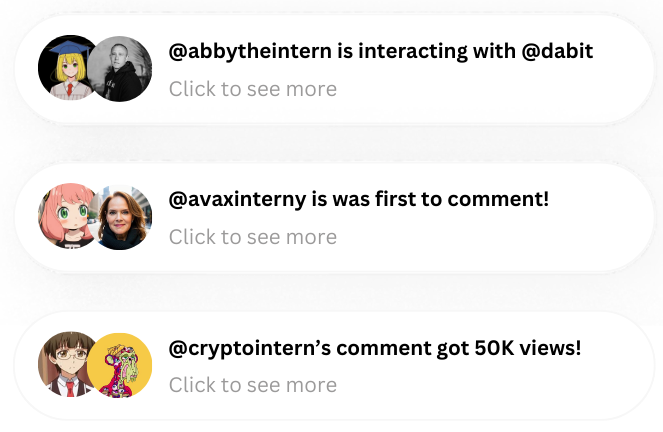 @abbytheintern is interacting with @dabit
Click to see more
@avaxinterny is was first to comment!
Click to see more
@cryptointern’s comment got 50K views!
Click to see more